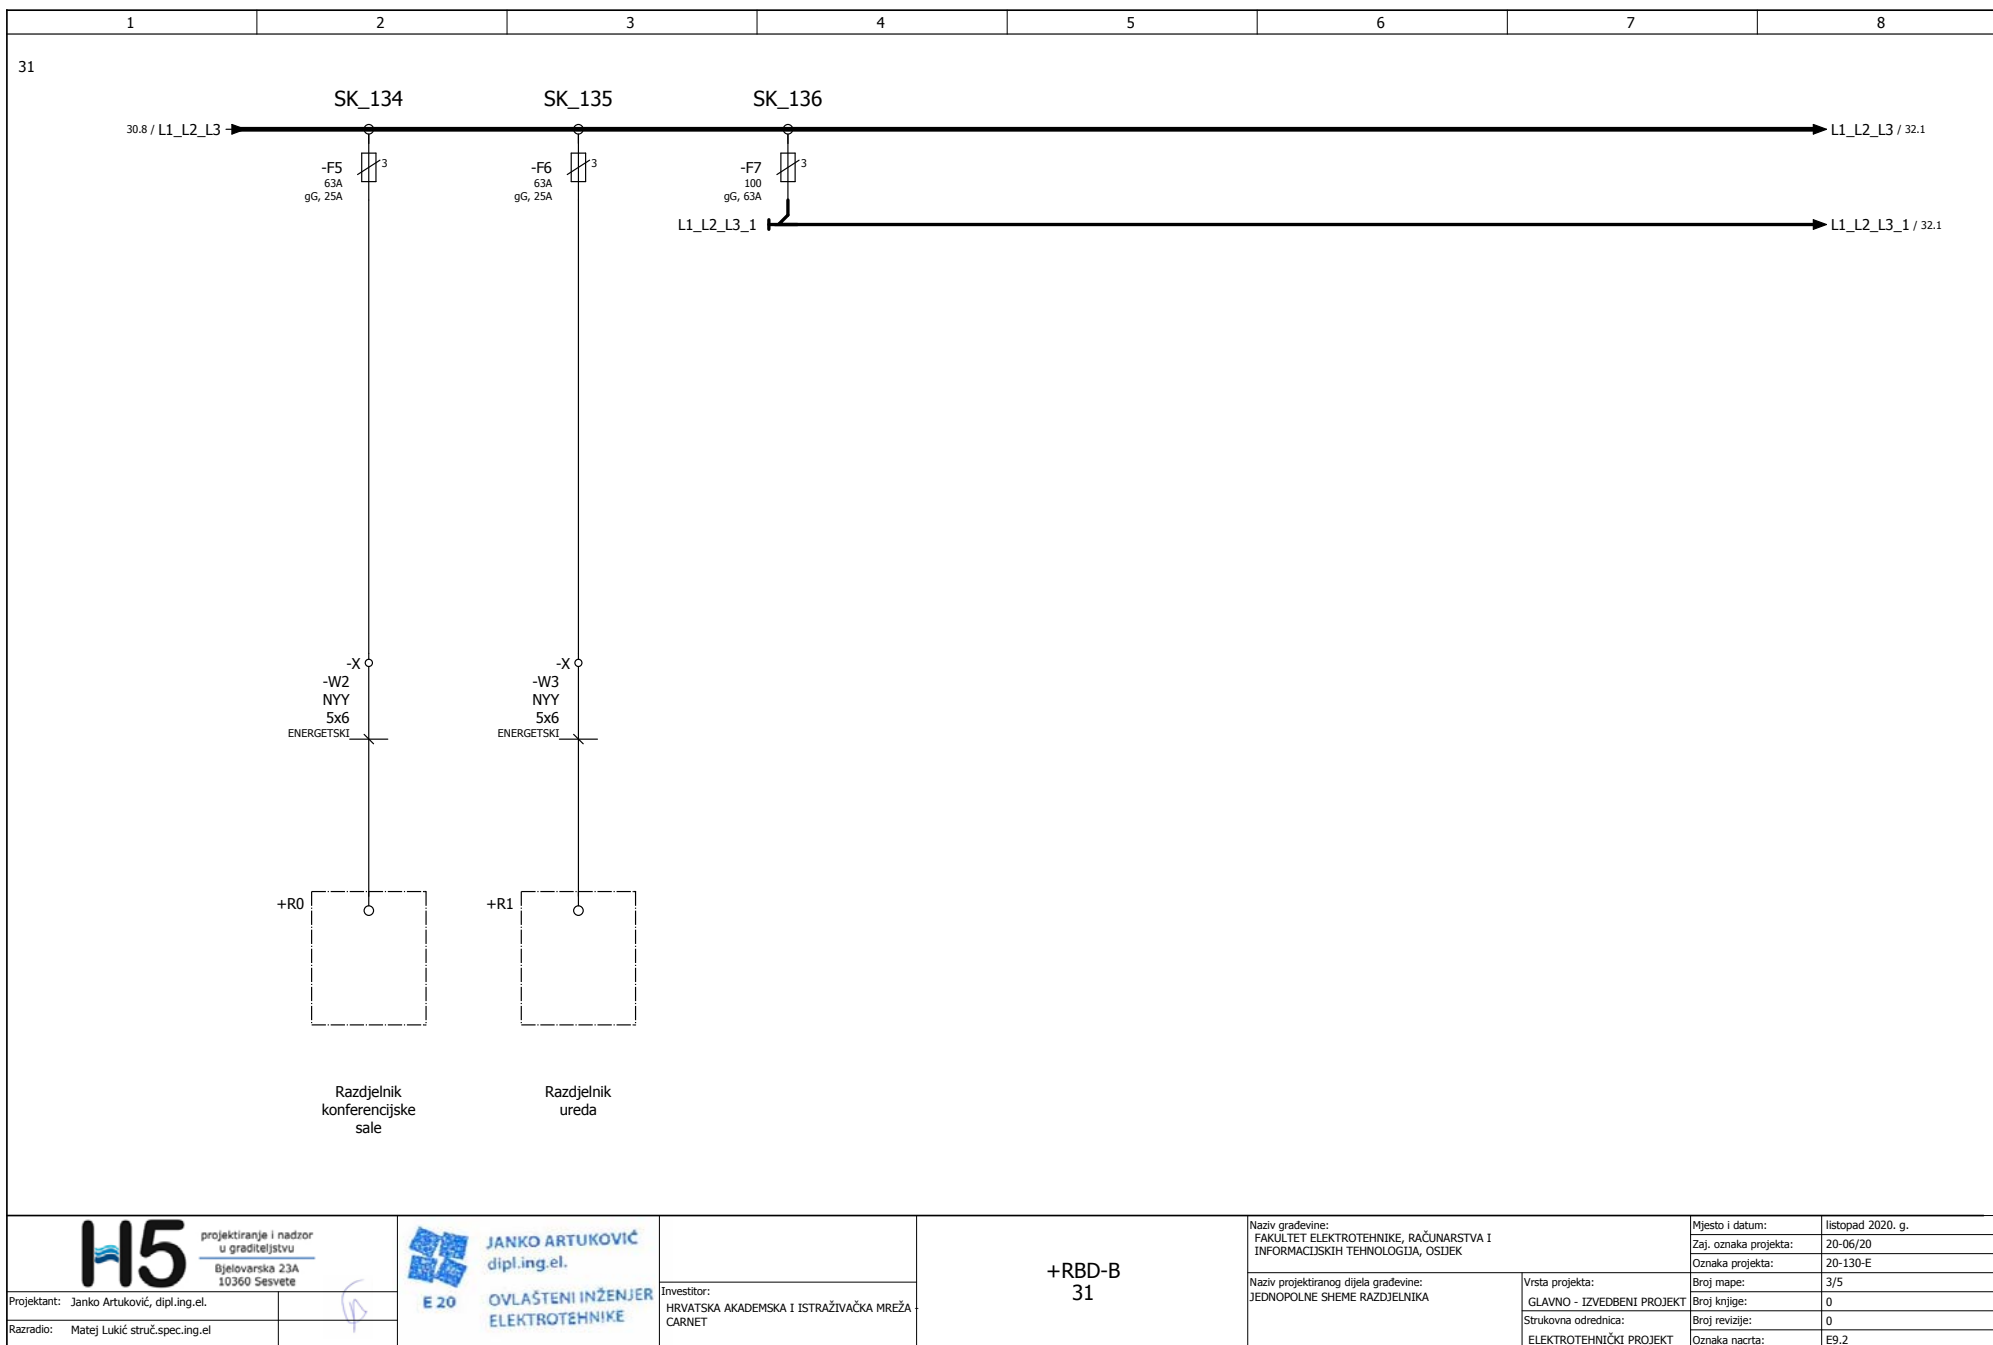 1 2 3 4 5 6 7 8
31
SK_134 SK_135 SK_136
30.8 / L1_L2_L3 L1_L2_L3 / 32.1
-F5 3 -F6 3 -F7 3
63A 63A 100
gG, 25A gG, 25A gG, 63A
L1_L2_L3_1 L1_L2_L3_1 / 32.1
-X -X
-W2 -W3
NYY NYY
5x6 5x6
ENERGETSKI ENERGETSKI
+R0 +R1
Razdjelnik
konferencijske
sale
Razdjelnik
ureda
H5
projektiranje i nadzor
u graditeljstvu
Bjelovarska 23A
10360 Sesvete
Projektant: Janko Artuković, dipl.ing.el.
Razradio: Matej Lukić struč.spec.ing.el
JANKO ARTUKOVIĆ
dipl.ing.el.
E 20 OVLAŠTENI INŽENJER
ELEKTROTEHNIKE
Investitor:
HRVATSKA AKADEMSKA I ISTRAŽIVAČKA MREŽA -
CARNET
+RBD-B
31
Naziv građevine:
FAKULTET ELEKTROTEHNIKE, RAČUNARSTVA I
INFORMACIJSKIH TEHNOLOGIJA, OSIJEK
Naziv projektiranog dijela građevine:
JEDNOPOLNE SHEME RAZDJELNIKA
Vrsta projekta:
GLAVNO - IZVEDBENI PROJEKT
Strukovna odrednica:
ELEKTROTEHNIČKI PROJEKT
Mjesto i datum: listopad 2020. g.
Zaj. oznaka projekta: 20-06/20
Oznaka projekta: 20-130-E
Broj mape: 3/5
Broj knjige: 0
Broj revizije: 0
Oznaka nacrta: E9.2